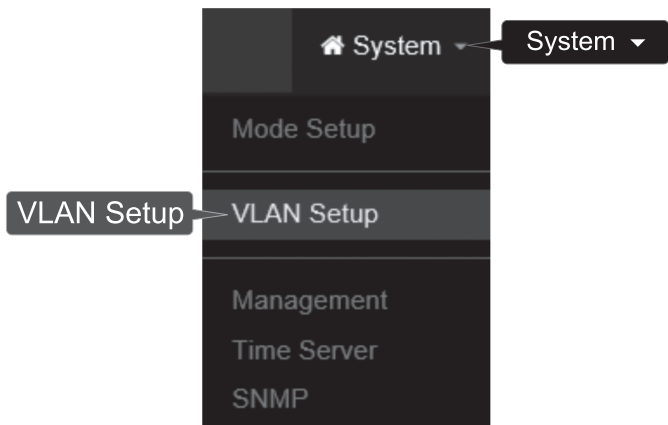 System
System
Mode Setup
VLAN Setup
VLAN Setup
Management
Time Server
SNMP